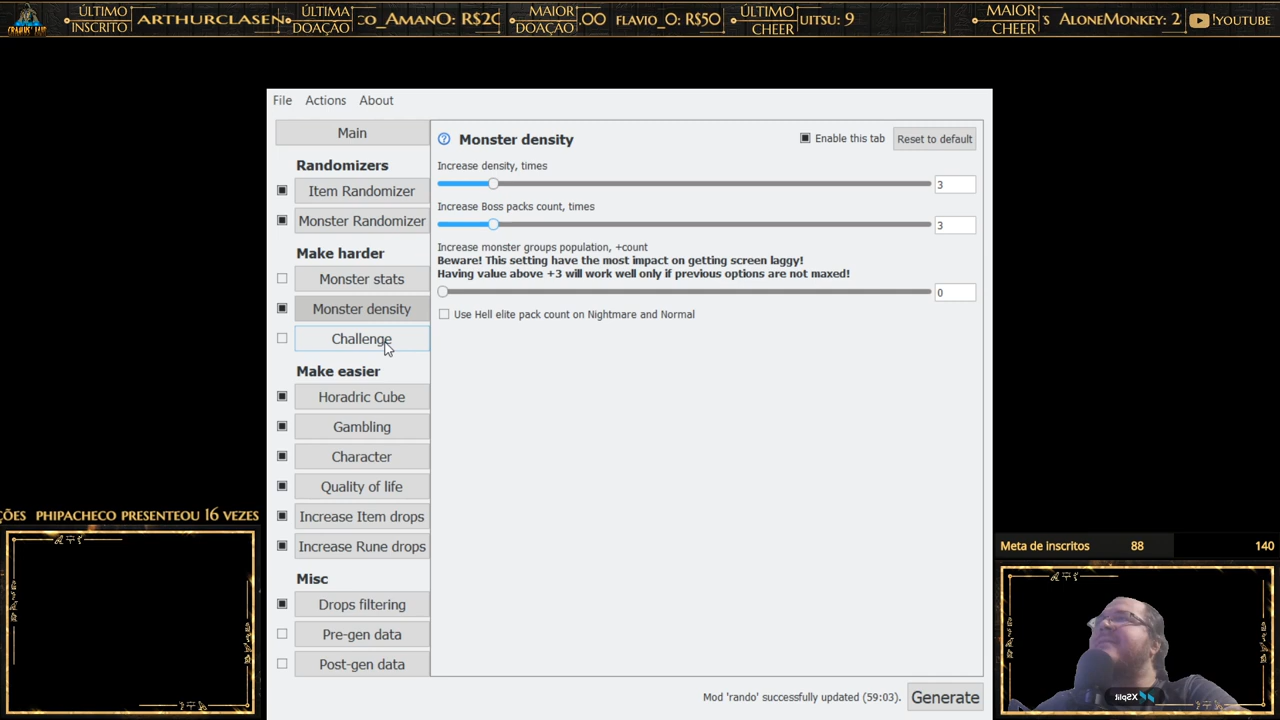 ÚLTIMO INSCRITO ARTHURCLASEN
ÚLTIMA DOAÇÃO CO_AMANO: R$20
MAIOR DOAÇÃO .00 FLAVIO_O: R$50
ÚLTIMO CHEER UITSU: 9
MAIOR CHEER S ALONEMONKEY: 2
!YOUTUBE
File Actions About
Main
Randomizers
Item Randomizer
Monster Randomizer
Make harder
Monster stats
Monster density
Challenge
Make easier
Horadric Cube
Gambling
Character
Quality of life
Increase Item drops
Increase Rune drops
Misc
Drops filtering
Pre-gen data
Post-gen data
Monster density
Enable this tab
Reset to default
Increase density, times
3
Increase Boss packs count, times
3
Increase monster groups population, +count
Beware! This setting have the most impact on getting screen laggy!
Having value above +3 will work well only if previous options are not maxed!
0
Use Hell elite pack count on Nightmare and Normal
Mod 'rando' successfully updated (59:03).
Generate
ÇÕES PHIPACHECO PRESENTEOU 16 VEZES
Meta de inscritos 88 140
XSplit